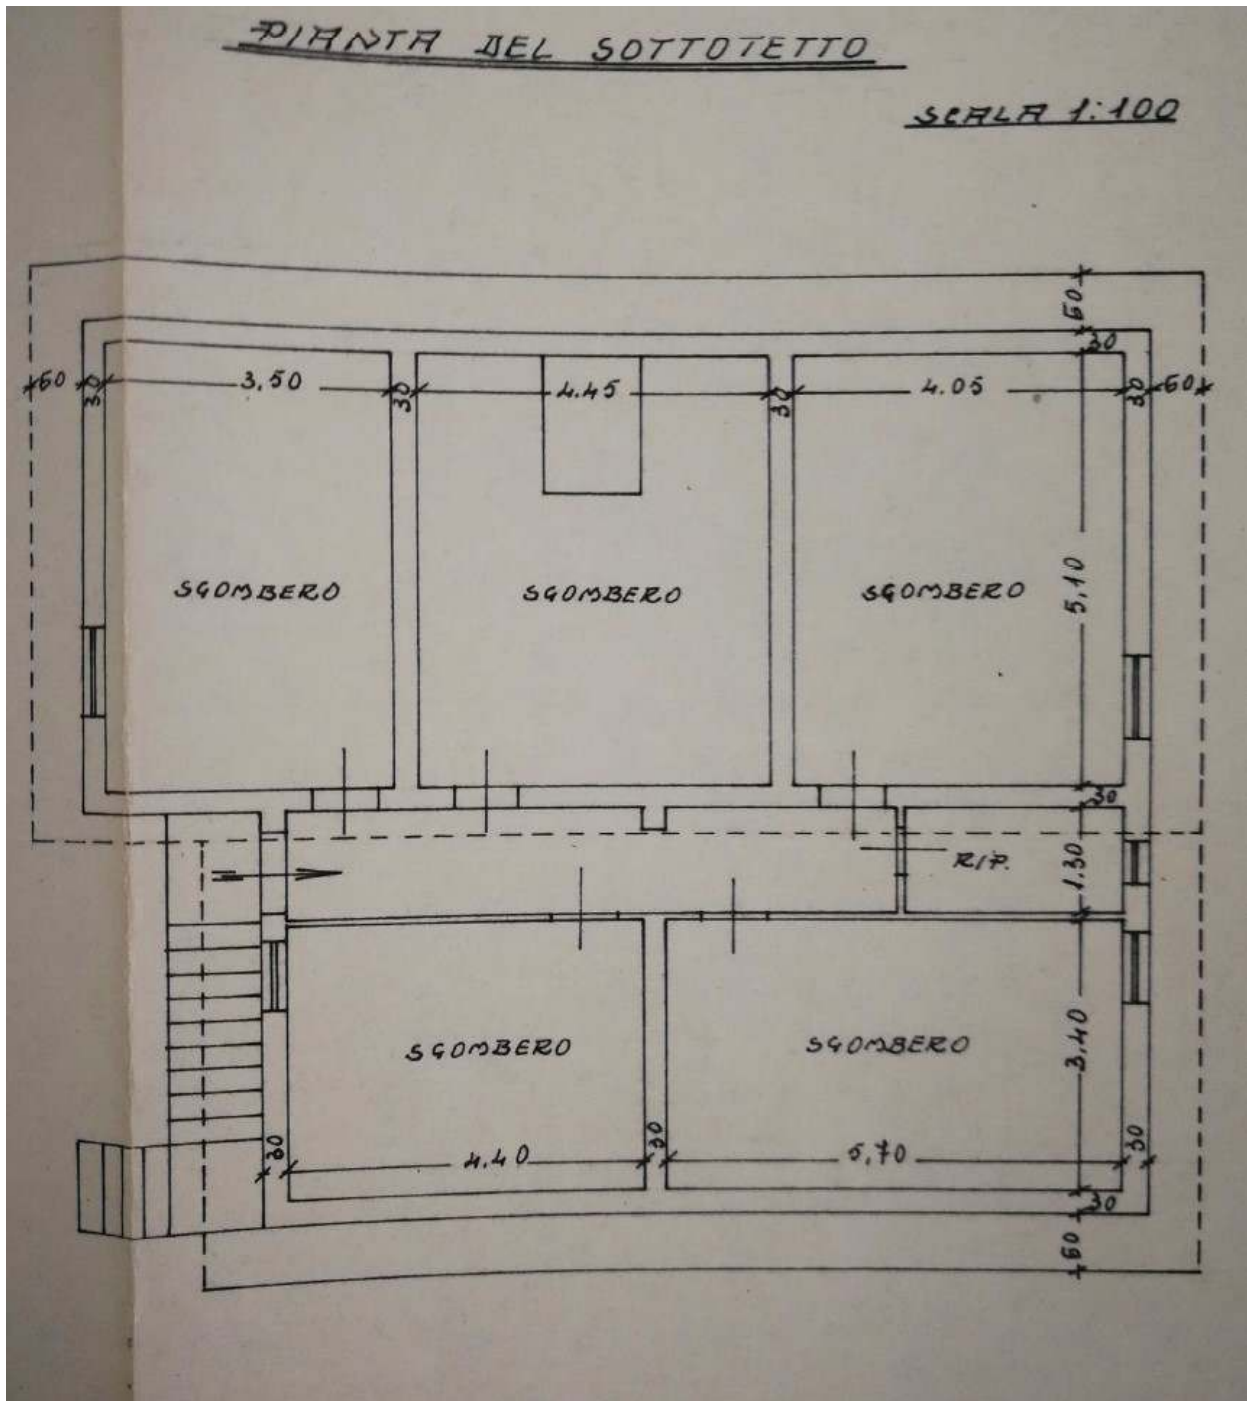 PIANTA DEL SOTTOTETTO
SCALA 1:100
60
30
60 30 3,50 30 4.45 30 4.05 30 60
SGOMBERO SGOMBERO SGOMBERO 5,10
30
RIP. 1.30
SGOMBERO SGOMBERO 3,40
30 4,40 30 5,70 30
30
60